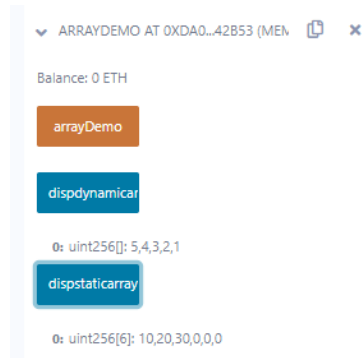 ARRAYDEMO AT 0XDA0...42B53 (MEM
Balance: 0 ETH
arrayDemo
dispdynamicar
0: uint256[]: 5,4,3,2,1
dispstaticarray
0: uint256[6]: 10,20,30,0,0,0